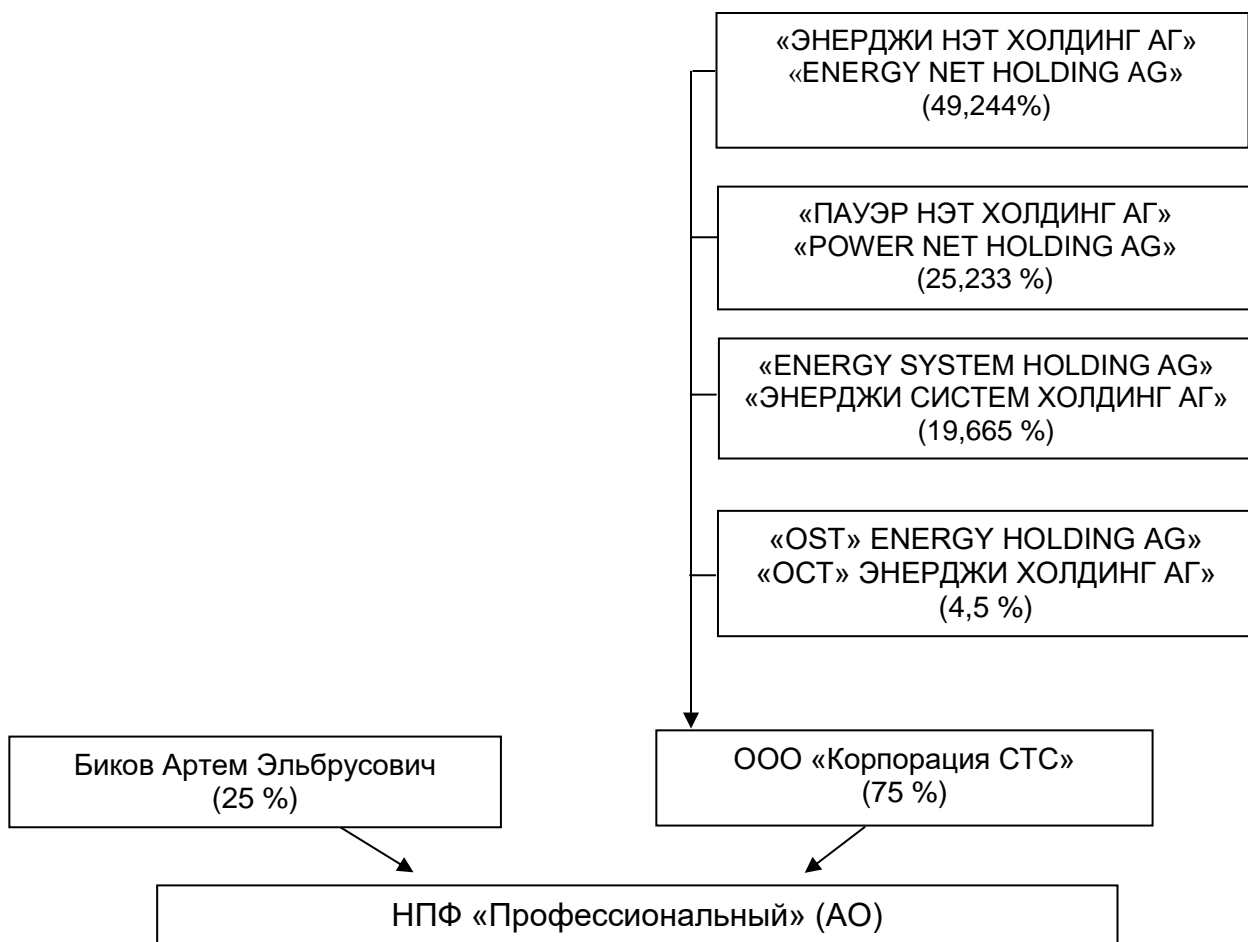 «ЭНЕРДЖИ НЭТ ХОЛДИНГ АГ»
«ENERGY NET HOLDING AG»
(49,244%)
«ПАУЭР НЭТ ХОЛДИНГ АГ»
«POWER NET HOLDING AG»
(25,233 %)
«ENERGY SYSTEM HOLDING AG»
«ЭНЕРДЖИ СИСТЕМ ХОЛДИНГ АГ»
(19,665 %)
«OST» ENERGY HOLDING AG»
«ОСТ» ЭНЕРДЖИ ХОЛДИНГ АГ»
(4,5 %)
Биков Артем Эльбрусович
(25 %)
ООО «Корпорация СТС»
(75 %)
НПФ «Профессиональный» (АО)